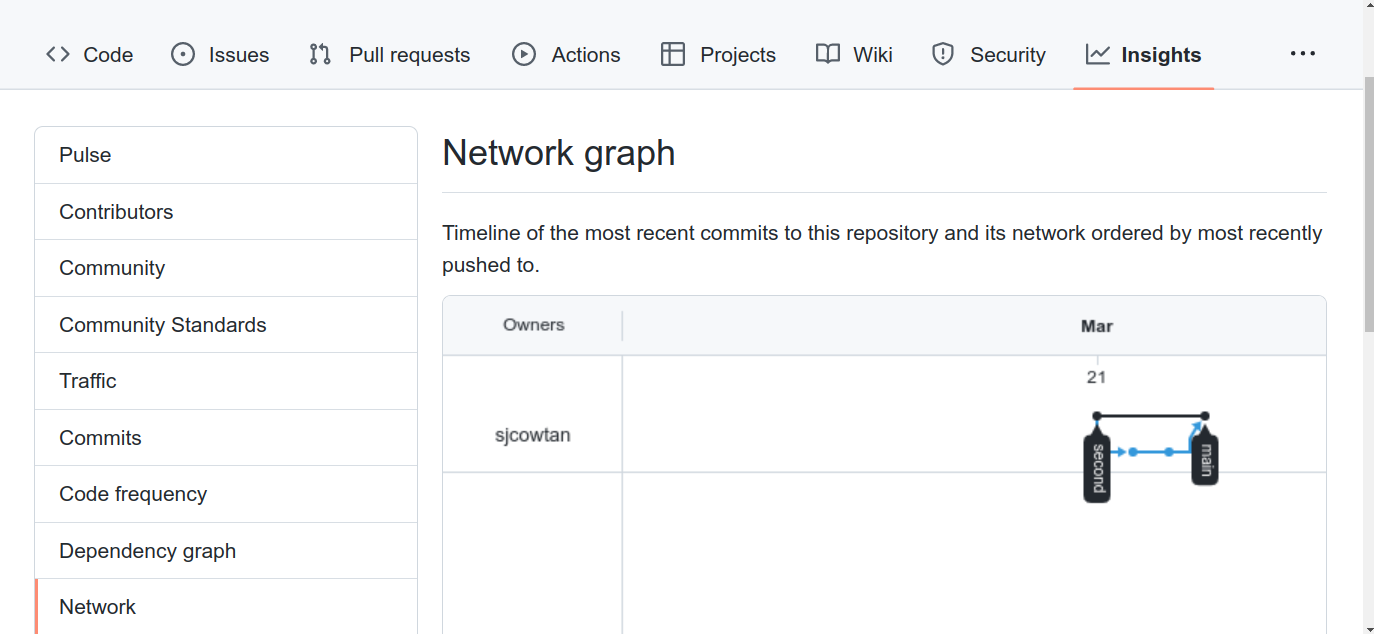 Code Issues Pull requests Actions Projects Wiki Security Insights
Pulse
Contributors
Community
Community Standards
Traffic
Commits
Code frequency
Dependency graph
Network
Network graph
Timeline of the most recent commits to this repository and its network ordered by most recently
pushed to.
Owners Mar
21
sjcowtan
second
main